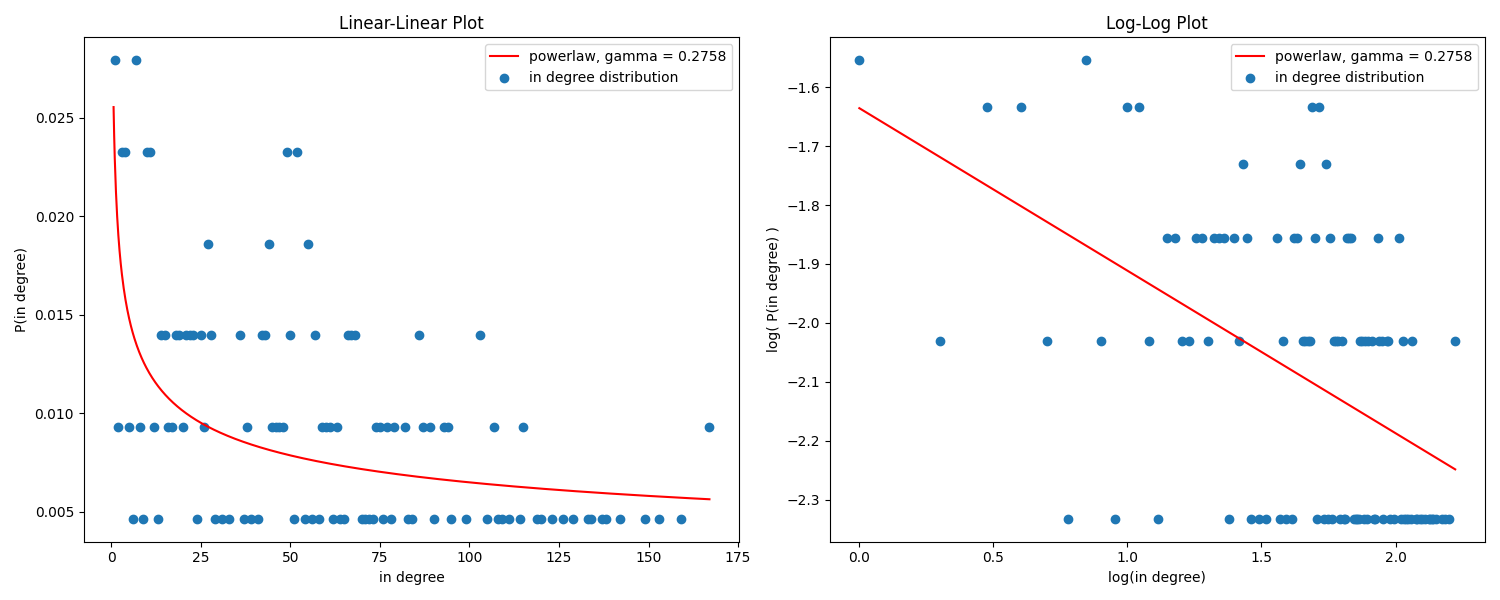 Linear-Linear Plot
powerlaw, gamma = 0.2758
in degree distribution
P(in degree)
0.025
0.020
0.015
0.010
0.005
0
25
50
75
100
125
150
175
in degree
Log-Log Plot
powerlaw, gamma = 0.2758
in degree distribution
log( P(in degree) )
−1.6
−1.7
−1.8
−1.9
−2.0
−2.1
−2.2
−2.3
0.0
0.5
1.0
1.5
2.0
log(in degree)